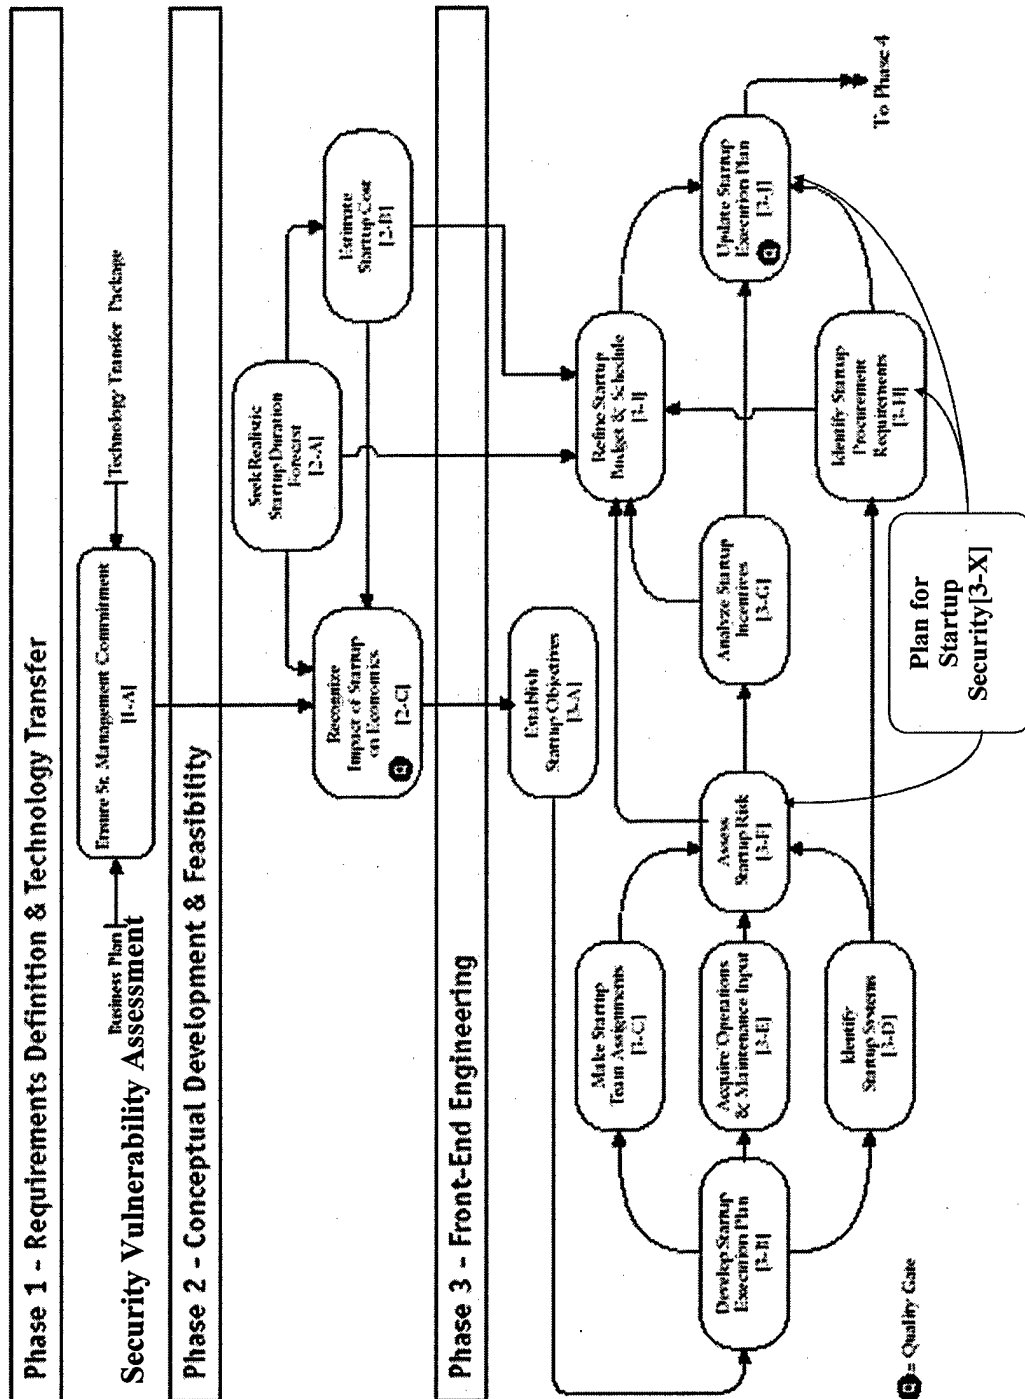 Phase 1 - Requirements Definition & Technology Transfer
Business Plan
Security Vulnerability Assessment
Ensure Sr. Management Commitment
[1-A]
Technology Transfer Package
Phase 2 - Conceptual Development & Feasibility
Seek Realistic
Startup Duration
Forecast
[2-A]
Estimate
Startup Cost
[2-B]
Recognize
Impact of Startup
on Economics
[2-C]
Q
Phase 3 - Front-End Engineering
Establish
Startup Objectives
[3-A]
Develop Startup
Execution Plan
[3-B]
Make Startup
Team Assignments
[3-C]
Acquire Operations
& Maintenance Input
[3-E]
Identify
Startup Systems
[3-D]
Assess
Startup Risk
[3-F]
Analyze Startup
Incentives
[3-G]
Refine Startup
Budget & Schedule
[3-I]
Identify Startup
Procurement
Requirements
[3-H]
Update Startup
Execution Plan
[3-J]
Q
To Phase 4
Plan for
Startup
Security[3-X]
Q = Quality Gate